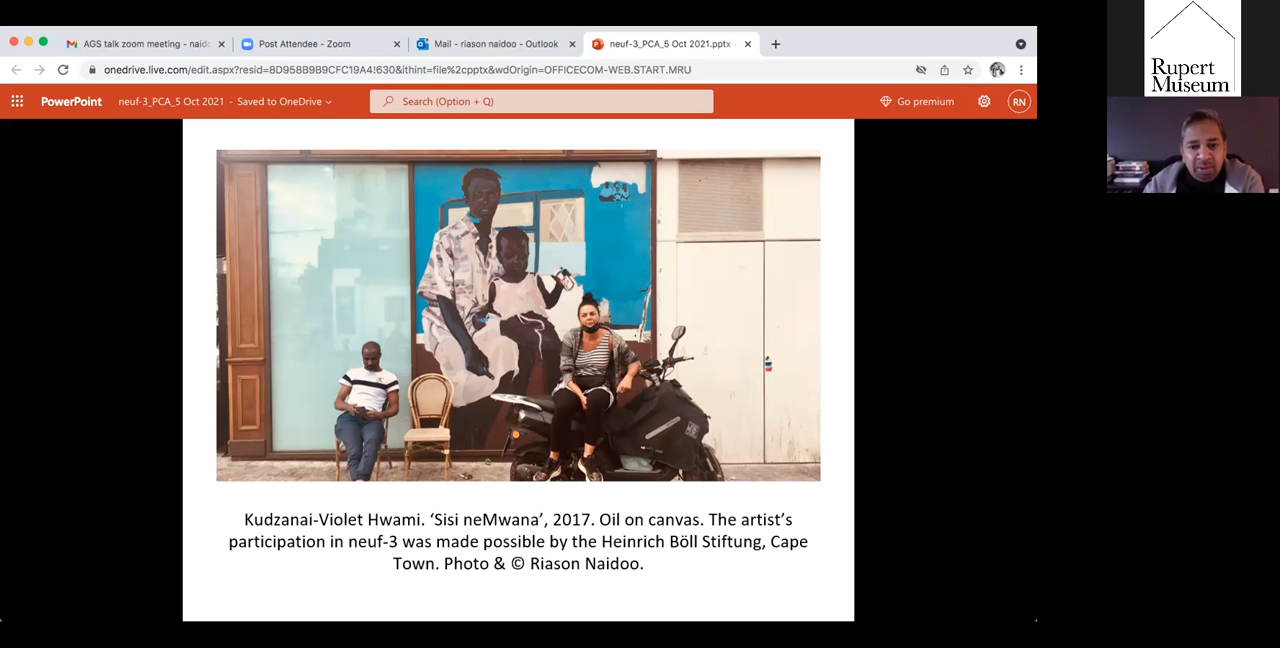 AGS talk zoom meeting - naido
Post Attendee - Zoom
Mail - riason naidoo - Outlook
neuf-3_PCA_5 Oct 2021.pptx -
onedrive.live.com/edit.aspx?resid=8D958B9B9CFC19A4!630&ithint=file%2cpptx&wdOrigin=OFFICECOM-WEB.START.MRU
PowerPoint
neuf-3_PCA_5 Oct 2021 - Saved to OneDrive
Search (Option + Q)
Go premium
RN
Rupert
Museum
Kudzanai-Violet Hwami. ‘Sisi neMwana’, 2017. Oil on canvas. The artist’s
participation in neuf-3 was made possible by the Heinrich Böll Stiftung, Cape
Town. Photo & © Riason Naidoo.